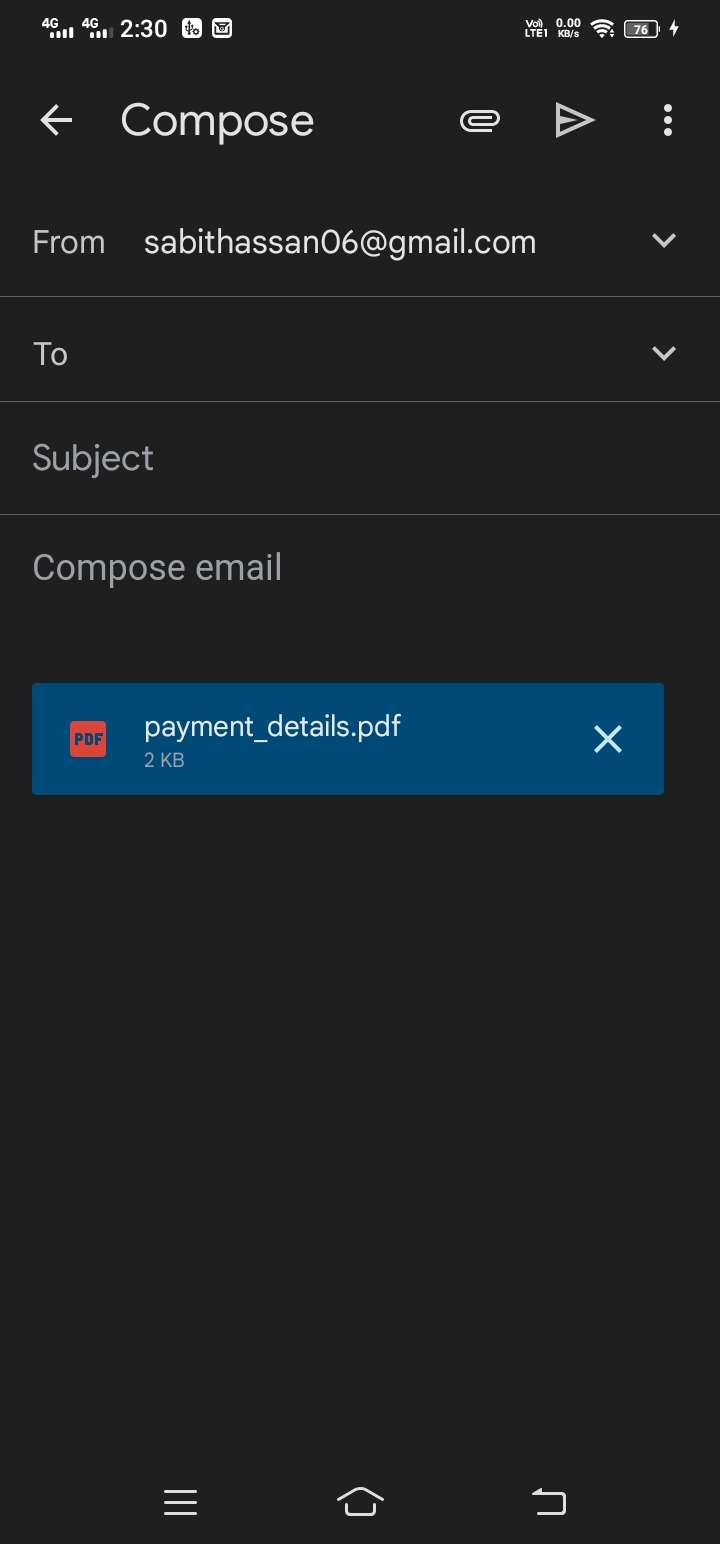 4G 4G 2:30 Vo) LTE1 0.00 KB/s 76
Compose
From sabithassan06@gmail.com
To
Subject
Compose email
PDF payment_details.pdf
2 KB